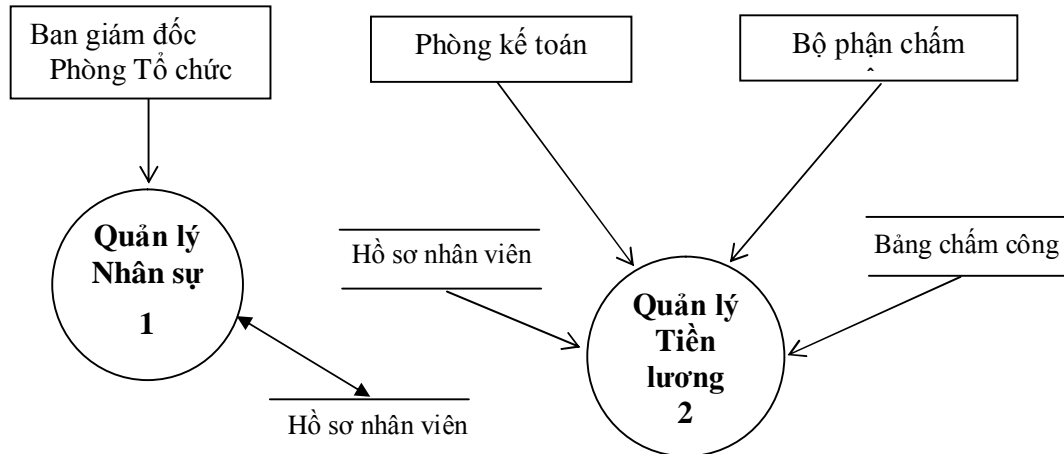 Ban giám đốc
Phòng Tổ chức
Phòng kế toán
Bộ phận chấm
Quản lý
Nhân sự
1
Hồ sơ nhân viên
Hồ sơ nhân viên
Bảng chấm công
Quản lý
Tiền
lương
2